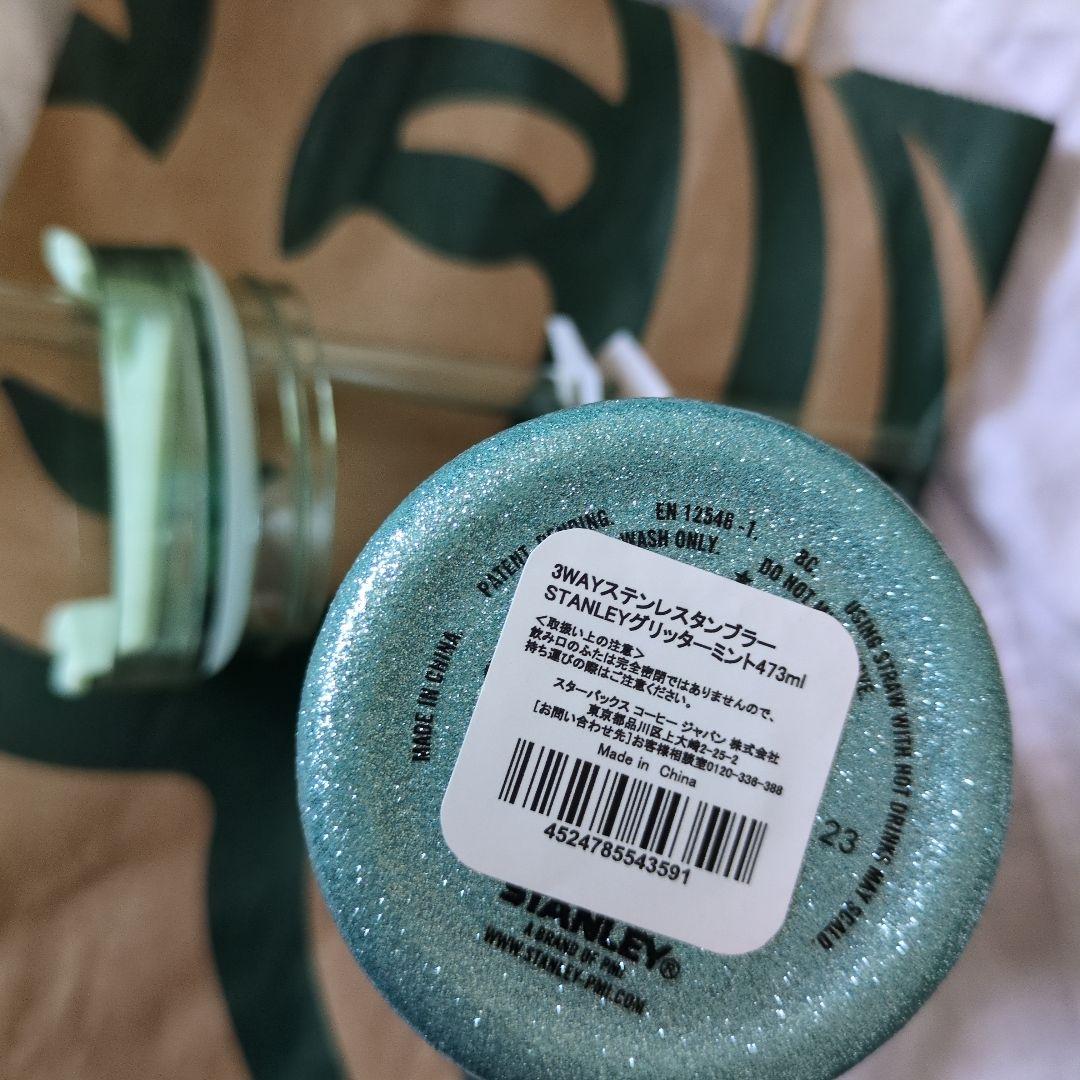 EN 12546 -1.
PATENT PENDING.
WASH ONLY.
3C.
DO NOT
USING STRAW WITH HOT DRINKS MAY SCALD.
MADE IN CHINA.
3WAYステンレスタンブラー
STANLEYグリッターミント473ml
<取扱い上の注意>
飲み口のふたは完全密閉ではありませんので、
持ち運びの際はご注意ください。
スターバックス コーヒー ジャパン 株式会社
東京都品川区上大崎2-25-2
[お問い合わせ先]お客様相談室0120-336-388
Made in China
4524785543591
23
STANLEY®
A BRAND OF PMI
WWW.STANLEY-PMI.COM